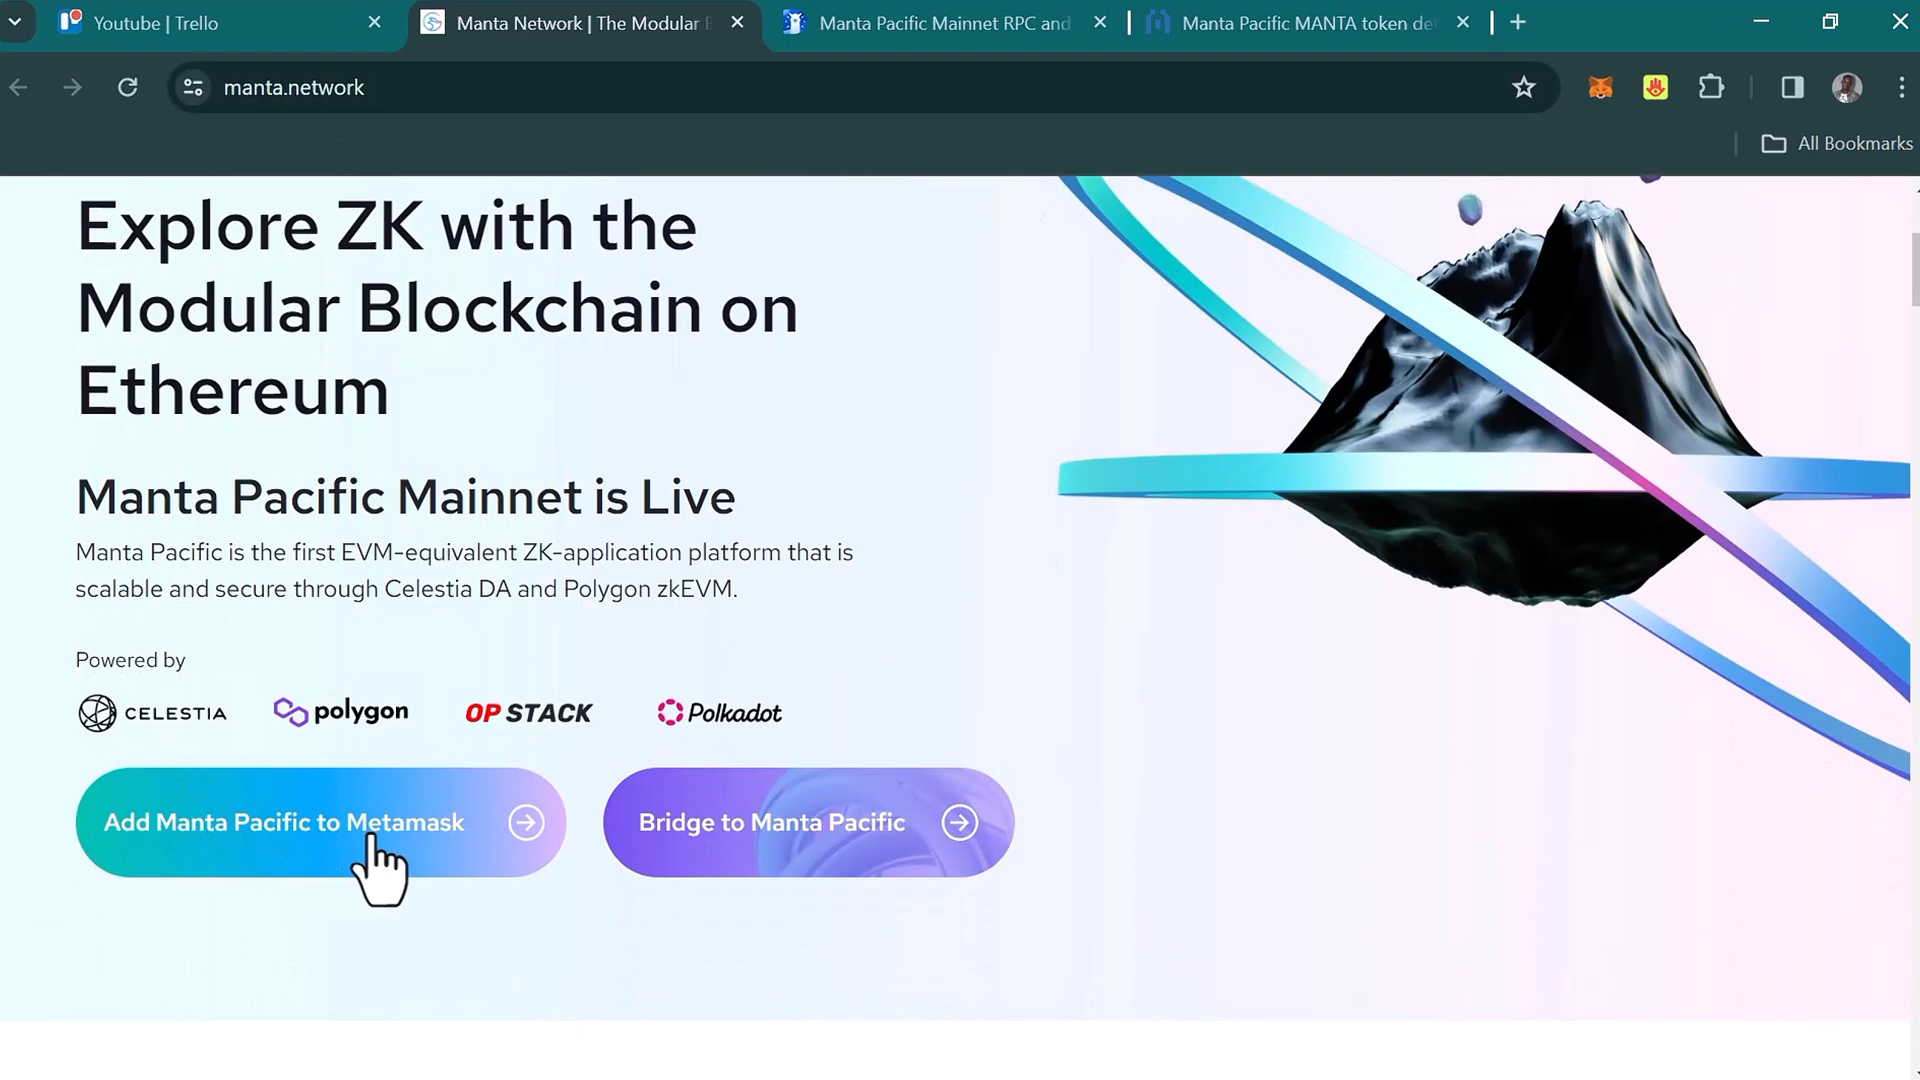 Youtube | Trello
Manta Network | The Modular
Manta Pacific Mainnet RPC and
Manta Pacific MANTA token de
manta.network
All Bookmarks
Explore ZK with the
Modular Blockchain on
Ethereum
Manta Pacific Mainnet is Live
Manta Pacific is the first EVM-equivalent ZK-application platform that is
scalable and secure through Celestia DA and Polygon zkEVM.
Powered by
CELESTIA polygon OP STACK Polkadot
Add Manta Pacific to Metamask
Bridge to Manta Pacific